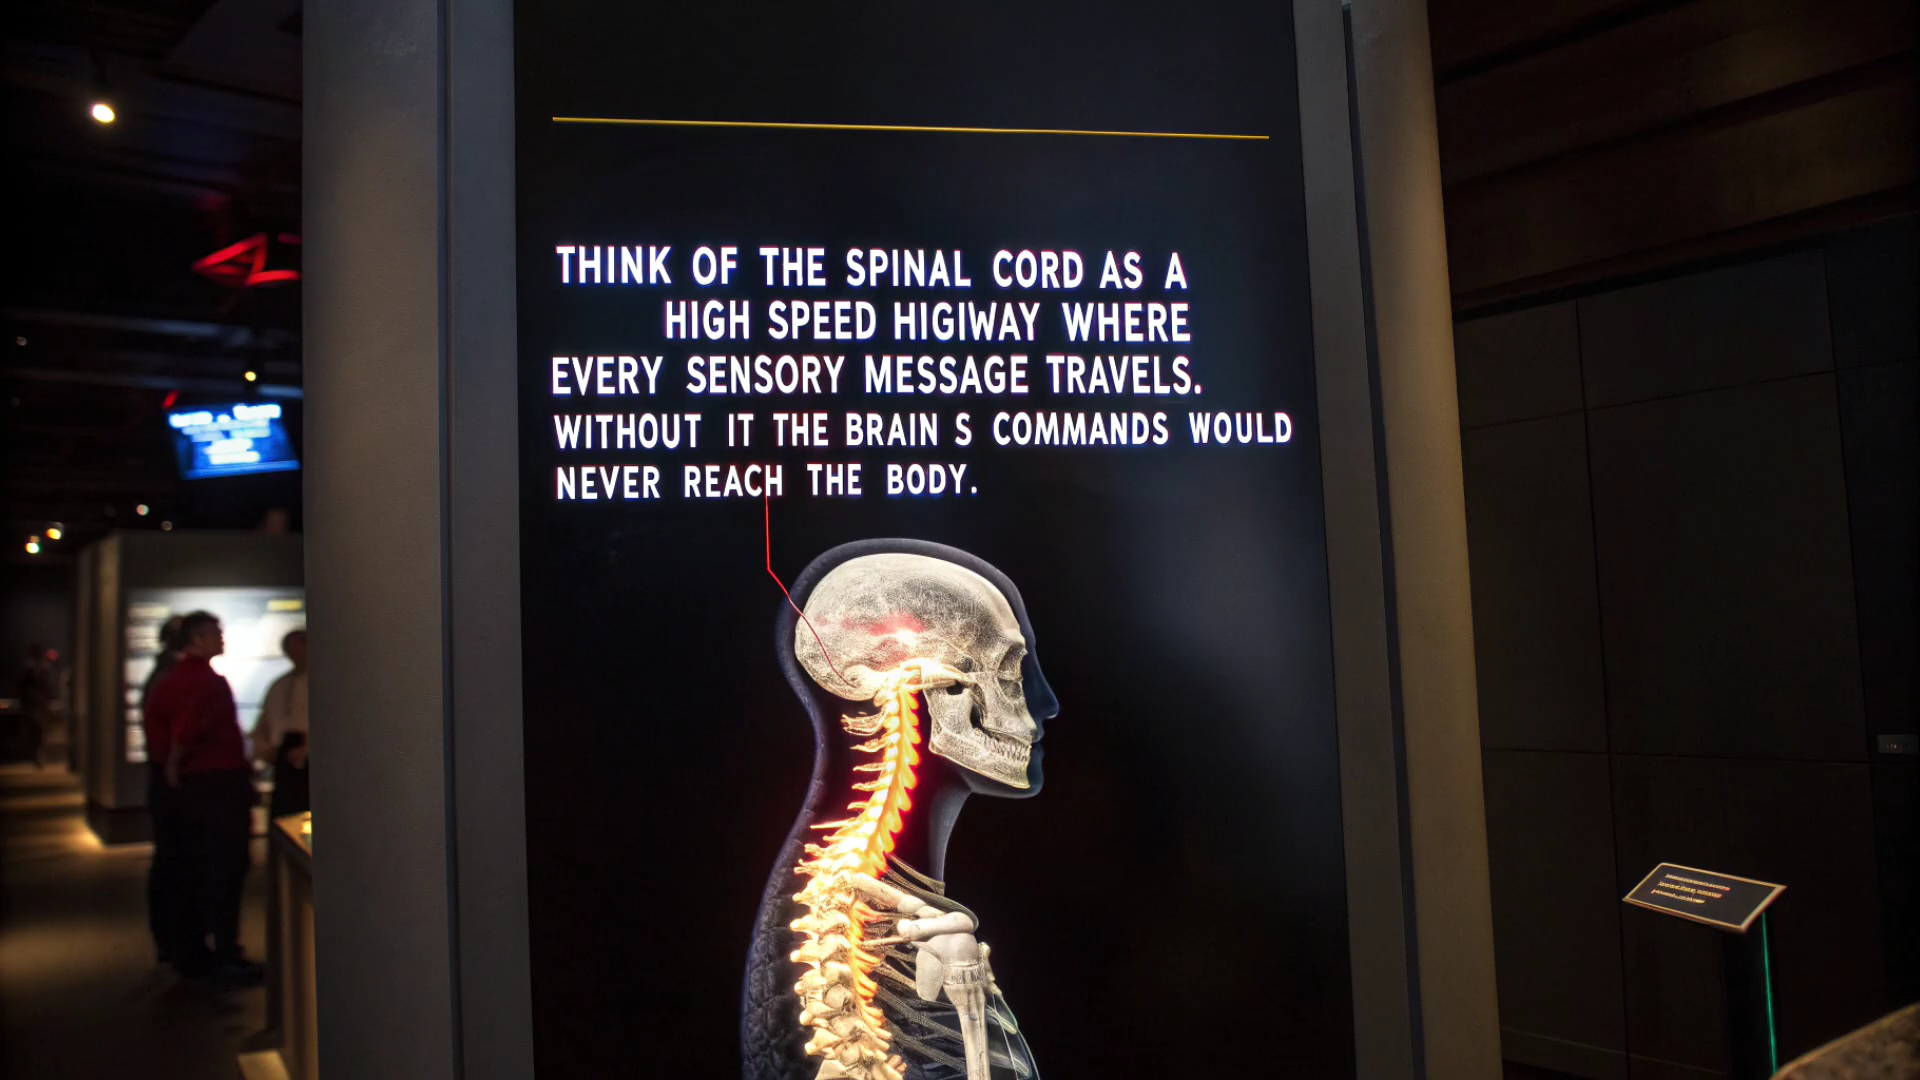 THINK OF THE SPINAL CORD AS A
HIGH SPEED HIGIWAY WHERE
EVERY SENSORY MESSAGE TRAVELS.
WITHOUT IT THE BRAIN S COMMANDS WOULD
NEVER REACH THE BODY.